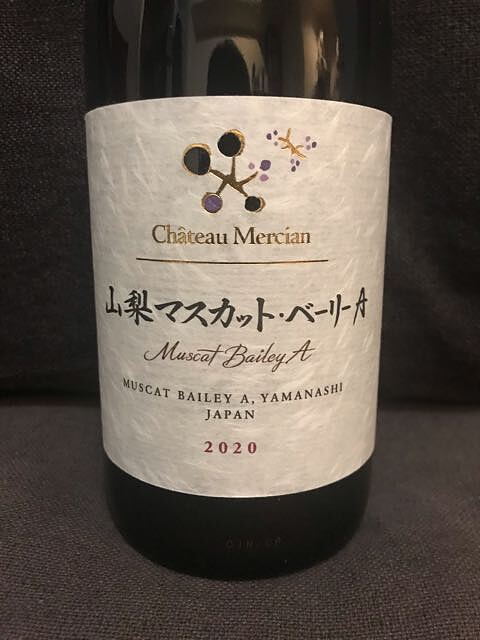 Château Mercian
山梨マスカット・ベーリーA
Muscat Bailey A
MUSCAT BAILEY A, YAMANASHI
JAPAN
2020